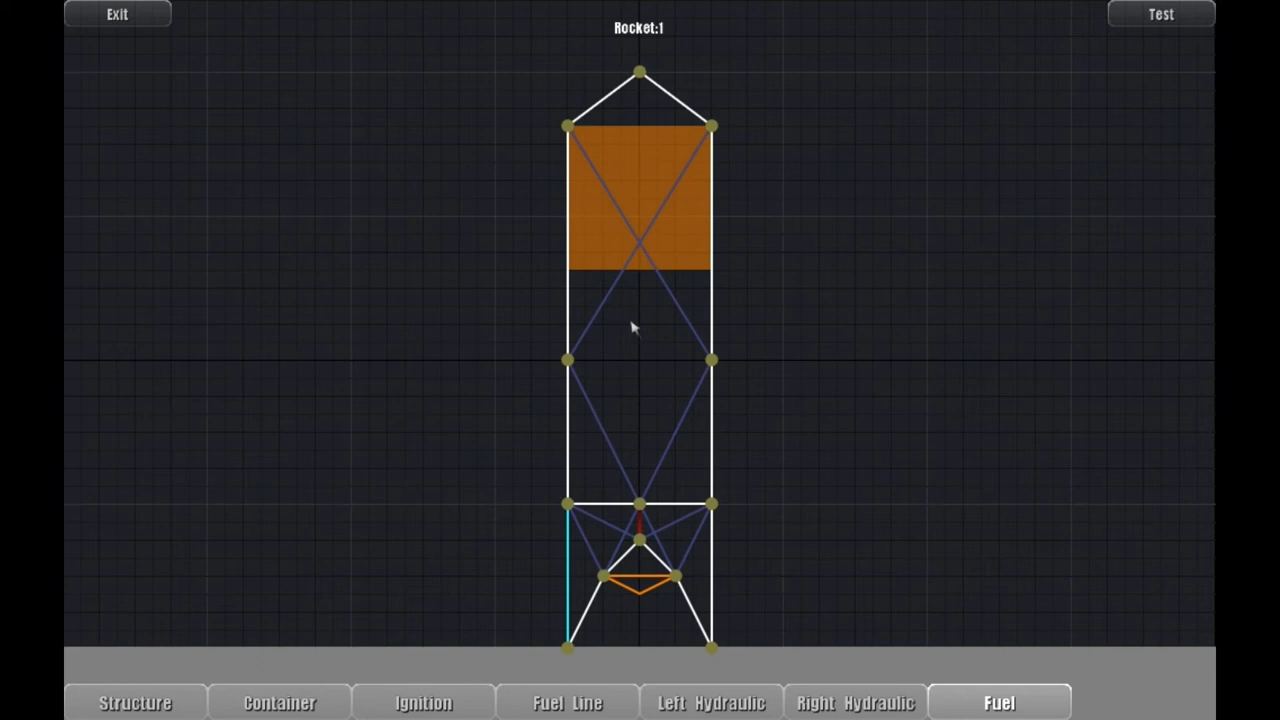 Exit
Rocket:1
Test
Structure
Container
Ignition
Fuel Line
Left Hydraulic
Right Hydraulic
Fuel